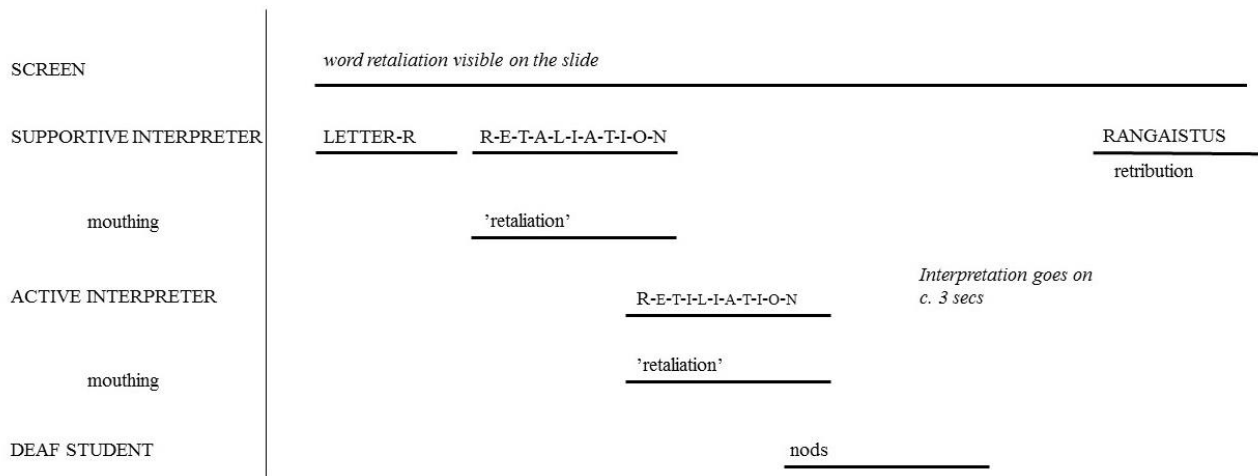 word retaliation visible on the slide
SCREEN
SUPPORTIVE INTERPRETER LETTER-R R-E-T-A-L-I-A-T-I-O-N RANGAISTUS
retribution
mouthing ’retaliation’
Interpretation goes on
ACTIVE INTERPRETER R-E-T-I-L-I-A-T-I-O-N c. 3 secs
mouthing ’retaliation’
DEAF STUDENT nods